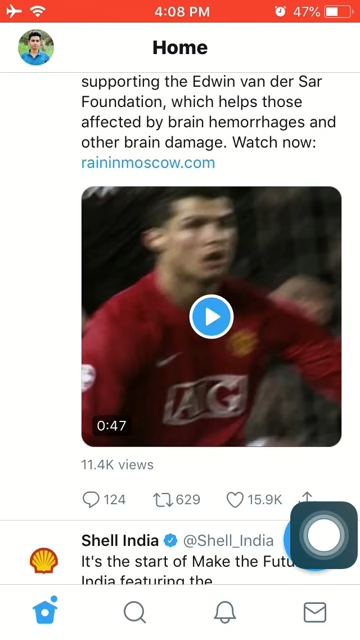 4:08 PM
47%
Home
supporting the Edwin van der Sar
Foundation, which helps those
affected by brain hemorrhages and
other brain damage. Watch now:
raininmoscow.com
AIG
0:47
11.4K views
124 629 15.9K
Shell India @Shell_India
It's the start of Make the Futu
India featuring the